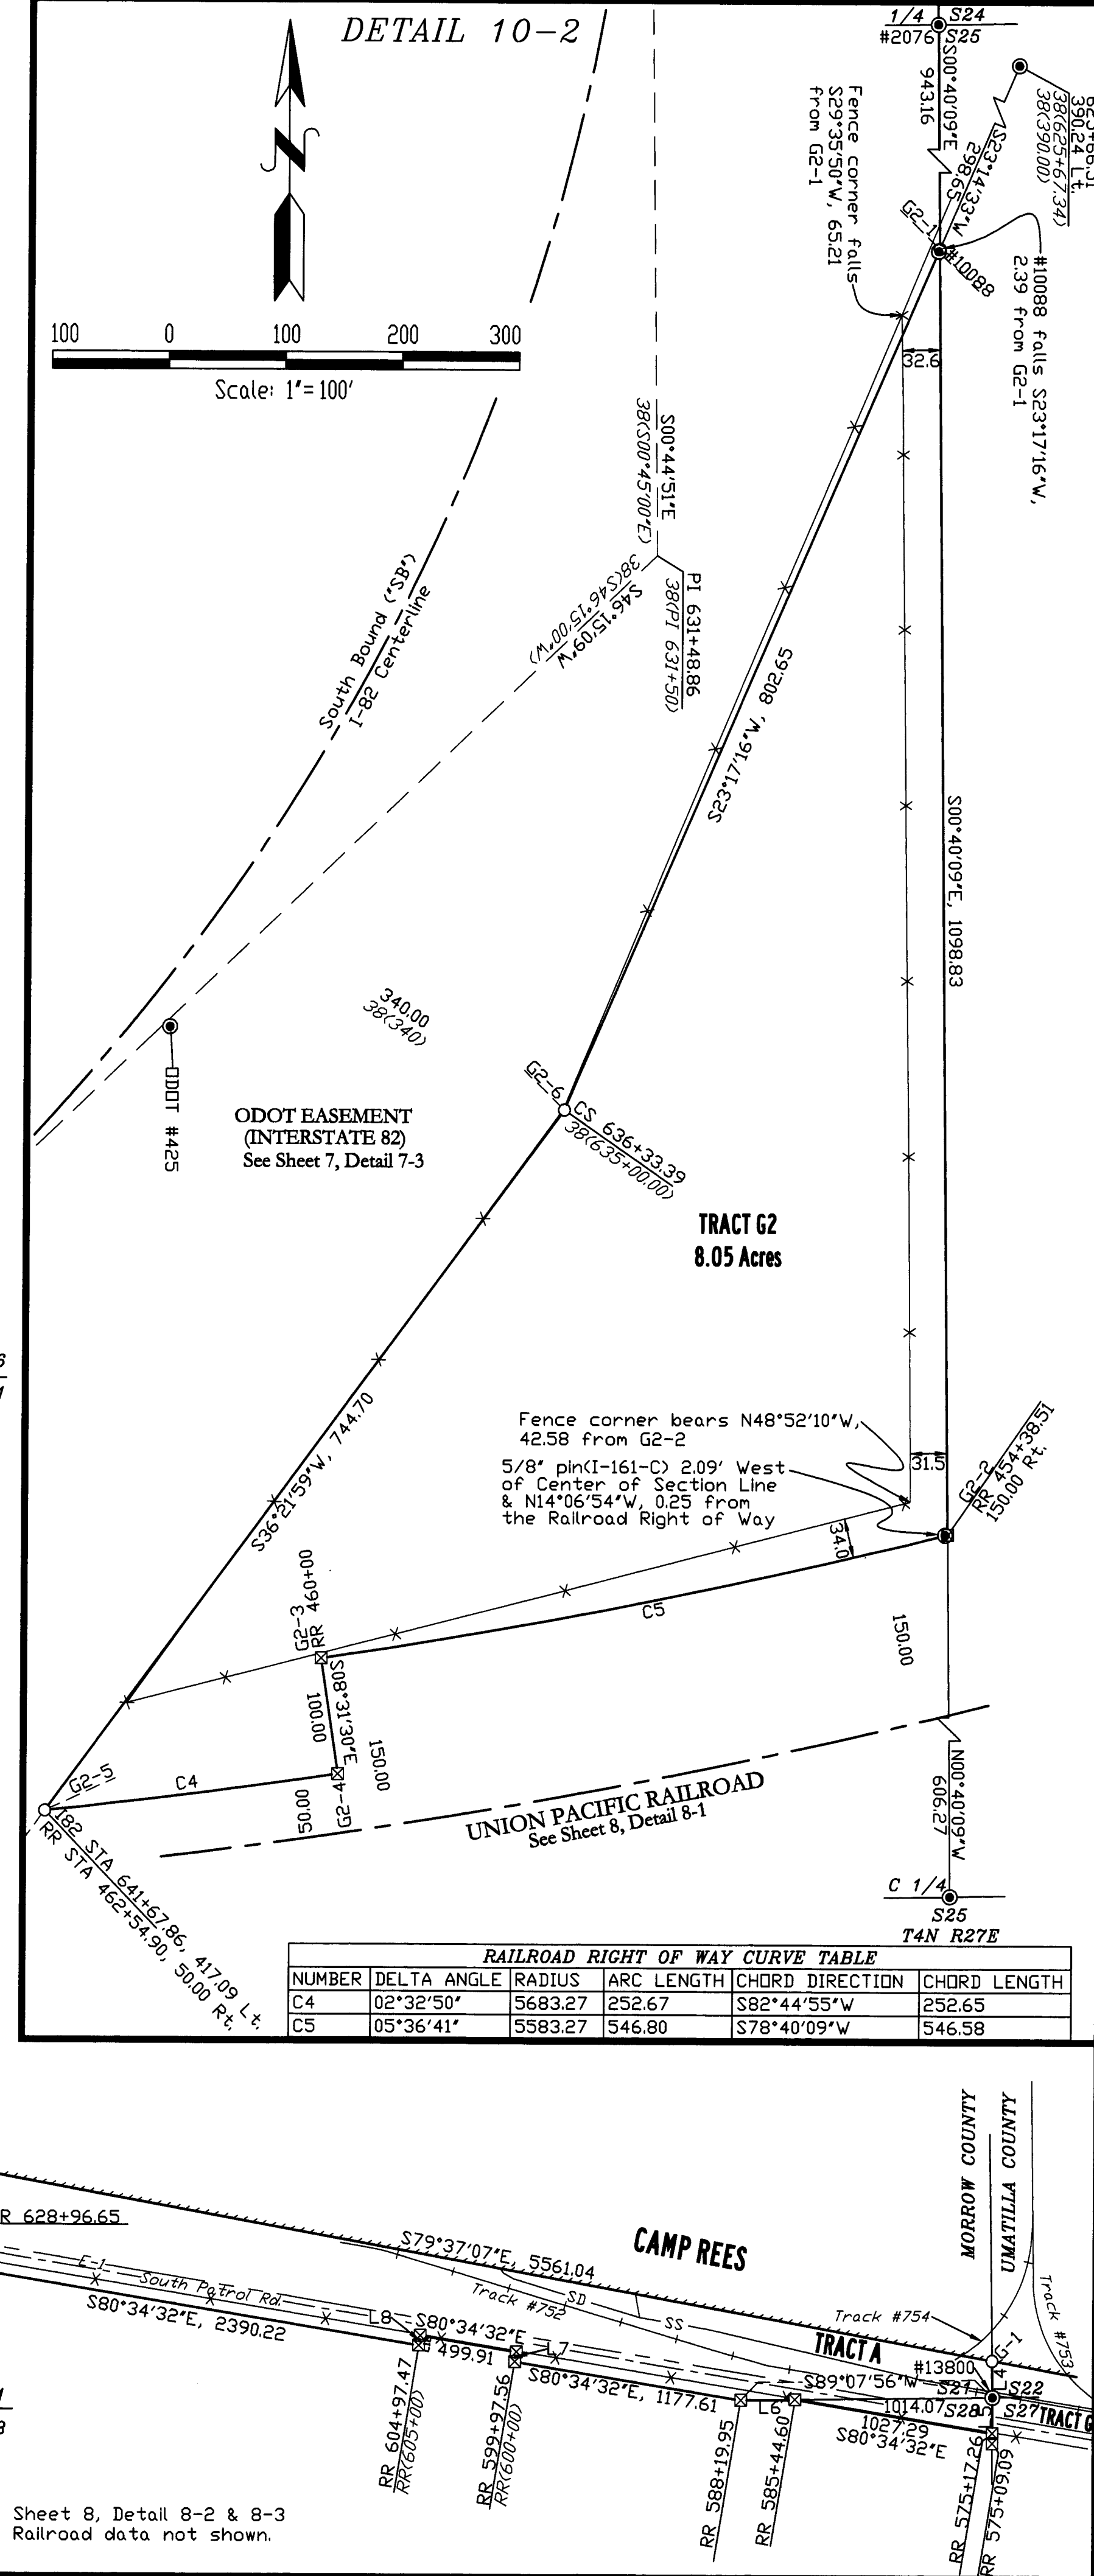 DETAIL 10-2
1/4 S24
#2076 S25
S00°40'09"E
943.16
390.24 Lt.
38(625+67.34)
38(390.00)
S23°14'33"W
298.65
Fence corner falls
S29°35'50"W, 65.21
from G2-1
G2-1
#10088
#10088 falls S23°17'16"W,
2.39 from G2-1
32.6
100 0 100 200 300
Scale: 1"=100'
N
S00°44'51"E
38(S00°45'00"E)
PI 631+48.86
38(PI 631+50)
S46°15'09"W
38(S46°15'00"W)
South Bound ("SB")
I-82 Centerline
S23°17'16"W, 802.65
S00°40'09"E, 1098.83
340.00
38(340)
ODOT #425
ODOT EASEMENT
(INTERSTATE 82)
See Sheet 7, Detail 7-3
G2-6
CS 636+33.39
38(635+00.00)
TRACT G2
8.05 Acres
S36°21'59"W, 744.70
Fence corner bears N48°52'10"W,
42.58 from G2-2
5/8" pin(I-161-C) 2.09' West
of Center of Section Line
& N14°06'54"W, 0.25 from
the Railroad Right of Way
31.5
34.0
G2-2
RR 454+38.51
150.00 Rt.
G2-3
RR 460+00
C5
150.00
S08°31'30"E
100.00
150.00
G2-4
50.00
G2-5
C4
I82 STA 641+67.86, 417.09 Lt.
RR STA 462+54.90, 50.00 Rt.
UNION PACIFIC RAILROAD
See Sheet 8, Detail 8-1
N00°40'09"W
606.27
C 1/4
S25
T4N R27E
RAILROAD RIGHT OF WAY CURVE TABLE
NUMBER DELTA ANGLE RADIUS ARC LENGTH CHORD DIRECTION CHORD LENGTH
C4 02°32'50" 5683.27 252.67 S82°44'55"W 252.65
C5 05°36'41" 5583.27 546.80 S78°40'09"W 546.58
MORROW COUNTY
UMATILLA COUNTY
R 628+96.65
S79°37'07"E, 5561.04
CAMP REES
E-1
South Patrol Rd.
Track #752
SD
SS
Track #754
Track #753
S80°34'32"E, 2390.22
L8
S80°34'32"E
499.91
L7
S80°34'32"E, 1177.61
TRACT A
G-1
L4
#13800
S89°07'56"W
1014.07
S21 S22
S28 S27
TRACT G
L6
1027.29
S80°34'32"E
L5
RR 604+97.47
RR(605+00)
RR 599+97.56
RR(600+00)
RR 588+19.95
RR 585+44.60
RR 575+17.26
RR 575+09.09
Sheet 8, Detail 8-2 & 8-3
Railroad data not shown.